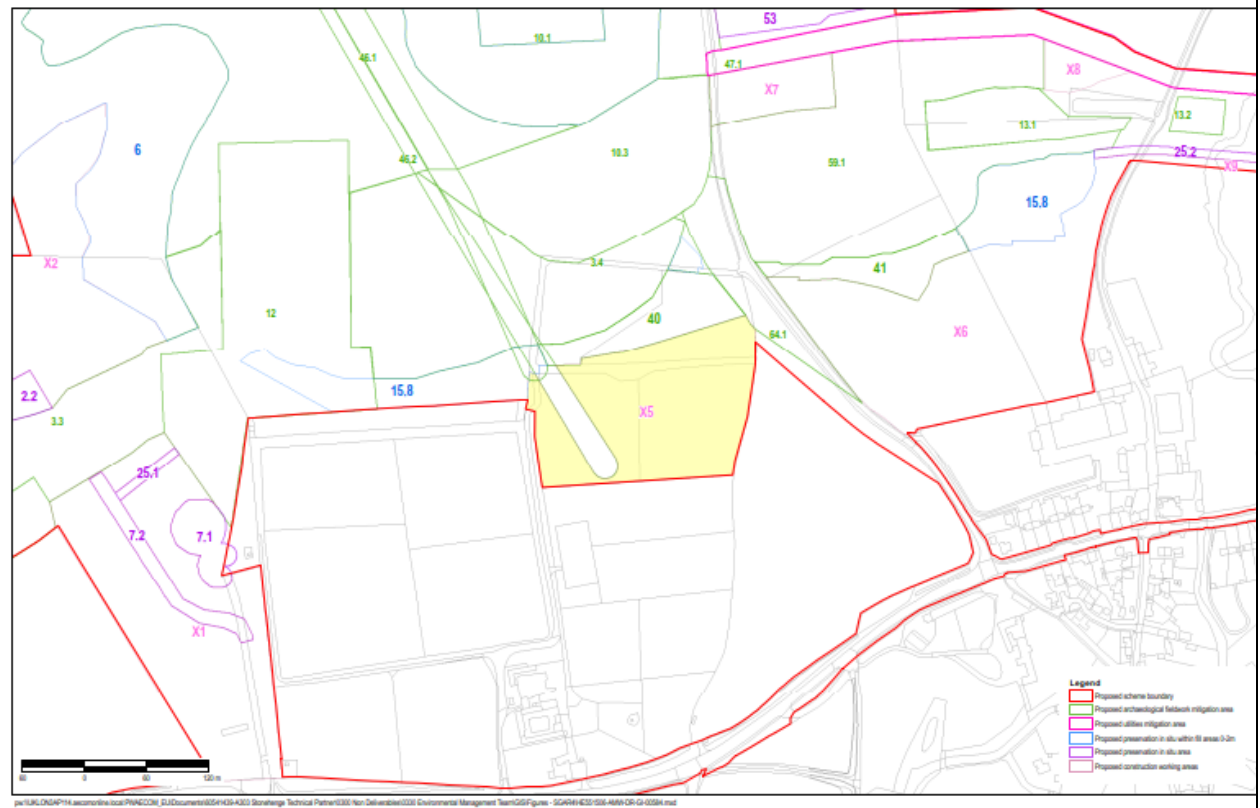 53
10.1
46.1
47.1
X7
X8
13.2
13.1
6
46.2
10.3
59.1
25.2
X9
15.8
X2
3.4
41
12
40
64.1
X6
2.2
15.8
X5
3.3
25.1
7.2
7.1
X1
Legend
Proposed scheme boundary
Proposed archaeological fieldwork mitigation area
Proposed utilities mitigation area
Proposed preservation in situ within fill areas 0-2m
Proposed preservation in situ area
Proposed construction working areas
60 0 60 120 m